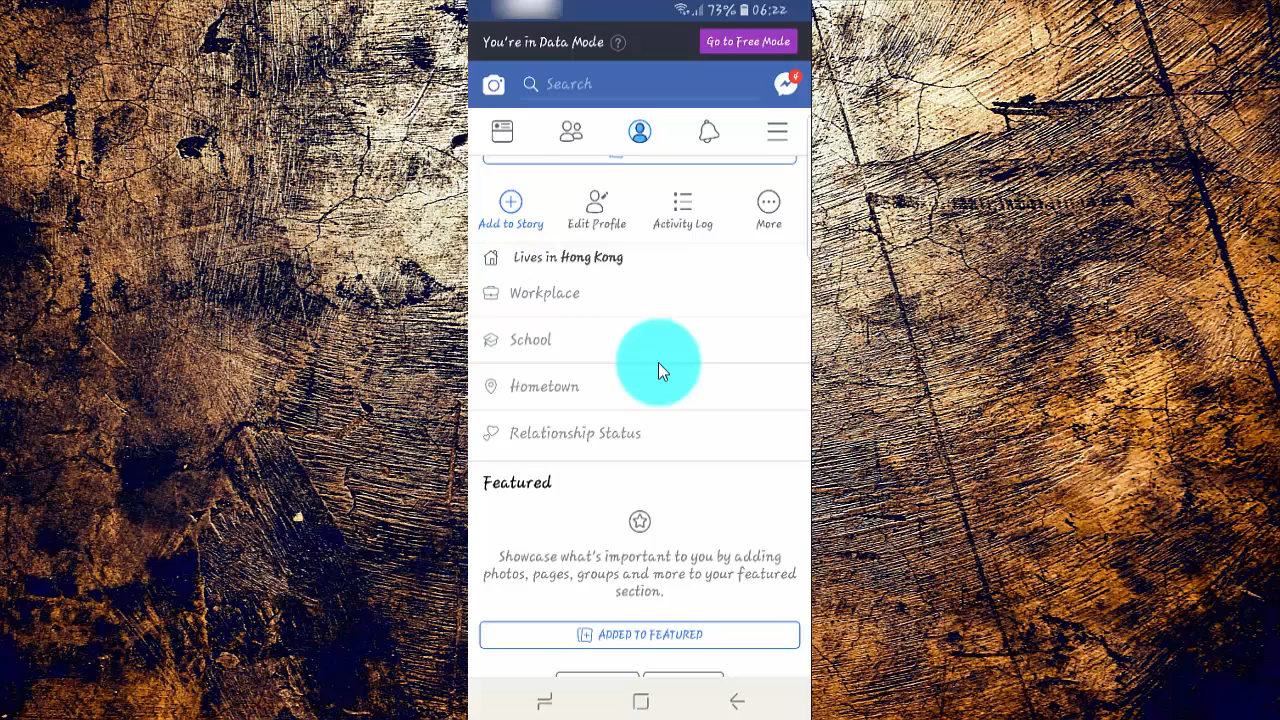 73% 06:22
You're in Data Mode ? Go to Free Mode
Search 4
Add to Story Edit Profile Activity Log More
Lives in Hong Kong
Workplace
School
Hometown
Relationship Status
Featured
Showcase what's important to you by adding
photos, pages, groups and more to your featured
section.
ADDED TO FEATURED